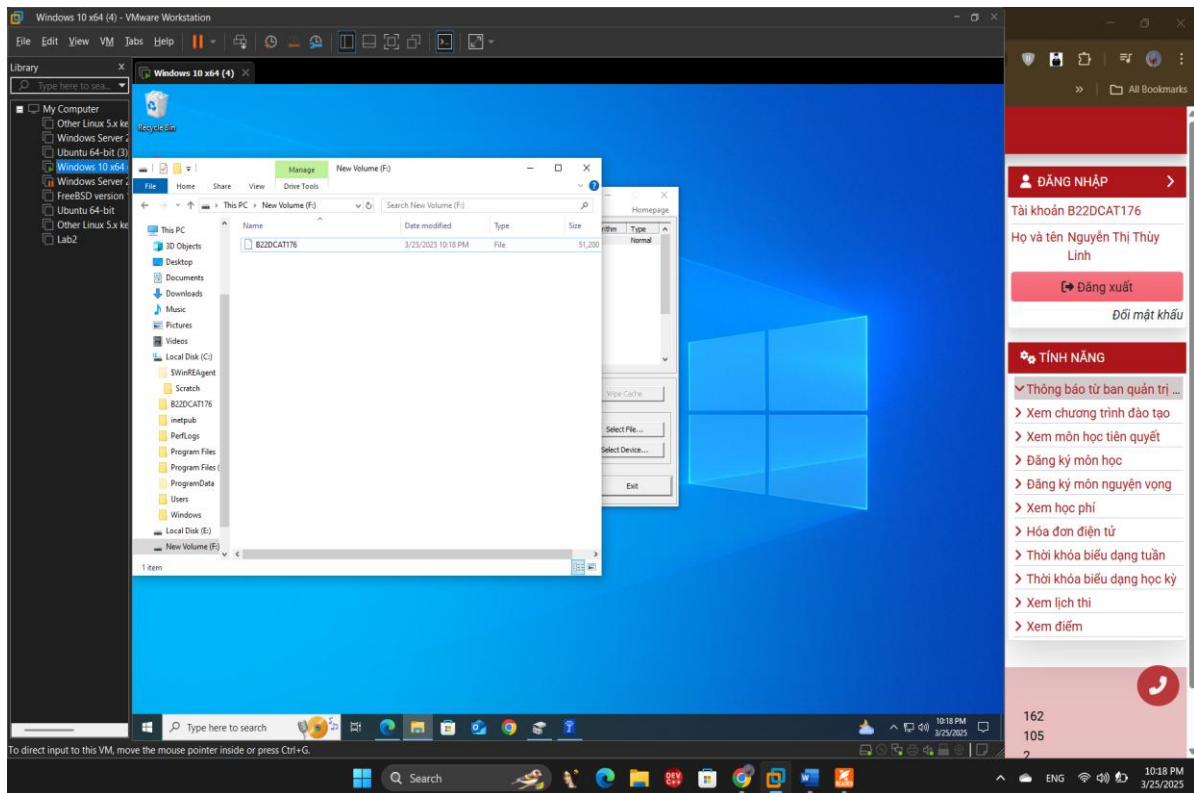 Windows 10 x64 (4) - VMware Workstation
File Edit View VM Tabs Help
Library X
Type here to sea...
My Computer
Other Linux 5.x ke
Windows Server 2
Ubuntu 64-bit (3)
Windows 10 x64
Windows Server 2
FreeBSD version
Ubuntu 64-bit
Other Linux 5.x ke
Lab2
Windows 10 x64 (4)
Recycle Bin
Manage New Volume (F:)
File Home Share View Drive Tools
This PC > New Volume (F:)
Search New Volume (F:)
Name Date modified Type Size
B22DCAT176 3/25/2025 10:18 PM File 51,200
This PC
3D Objects
Desktop
Documents
Downloads
Music
Pictures
Videos
Local Disk (C:)
$WinREAgent
Scratch
B22DCAT176
inetpub
PerfLogs
Program Files
Program Files (
ProgramData
Users
Windows
Local Disk (E:)
New Volume (F:)
1 item
Homepage
rithm Type
Normal
Wipe Cache
Select File...
Select Device...
Exit
Type here to search
10:18 PM
3/25/2025
To direct input to this VM, move the mouse pointer inside or press Ctrl+G.
» All Bookmarks
ĐĂNG NHẬP
Tài khoản B22DCAT176
Họ và tên Nguyễn Thị Thùy
Linh
Đăng xuất
Đổi mật khẩu
TÍNH NĂNG
Thông báo từ ban quản trị ...
Xem chương trình đào tạo
Xem môn học tiên quyết
Đăng ký môn học
Đăng ký môn nguyện vọng
Xem học phí
Hóa đơn điện tử
Thời khóa biểu dạng tuần
Thời khóa biểu dạng học kỳ
Xem lịch thi
Xem điểm
162
105
2
Search
DEV
C++
ENG
10:18 PM
3/25/2025